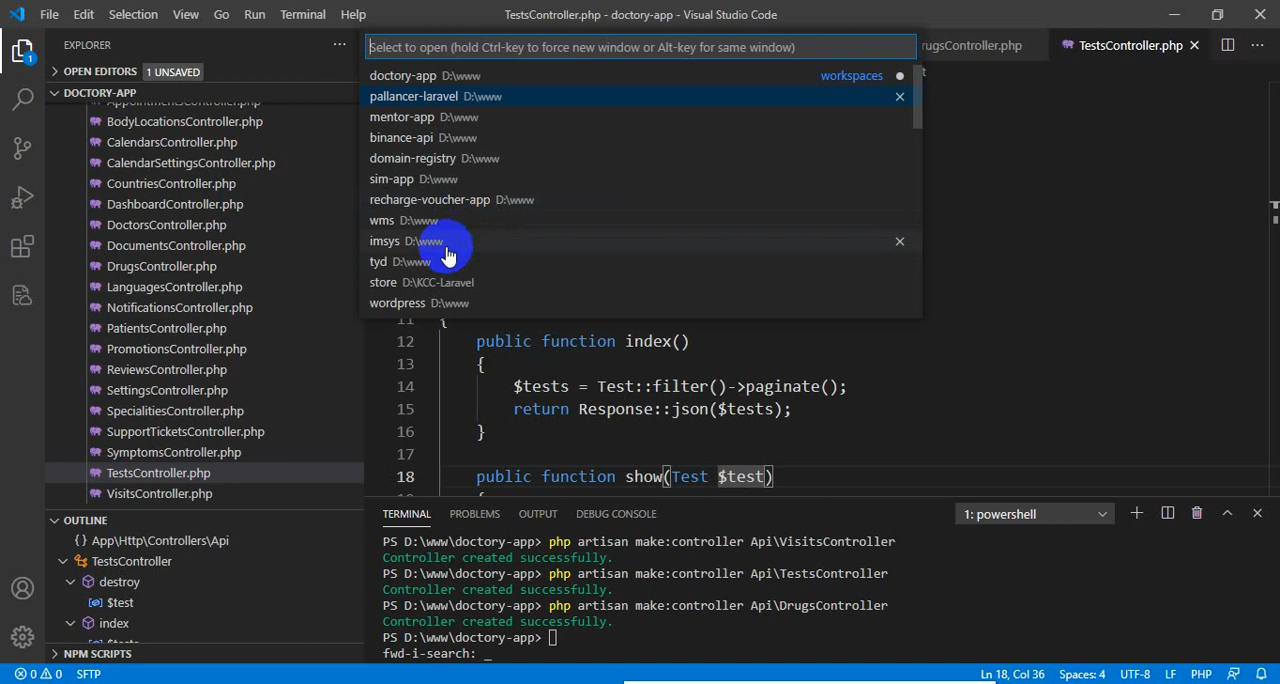 File Edit Selection View Go Run Terminal Help
TestsController.php - doctory-app - Visual Studio Code
EXPLORER
OPEN EDITORS 1 UNSAVED
DOCTORY-APP
AppointmentsController.php
BodyLocationsController.php
CalendarsController.php
CalendarSettingsController.php
CountriesController.php
DashboardController.php
DoctorsController.php
DocumentsController.php
DrugsController.php
LanguagesController.php
NotificationsController.php
PatientsController.php
PromotionsController.php
ReviewsController.php
SettingsController.php
SpecialitiesController.php
SupportTicketsController.php
SymptomsController.php
TestsController.php
VisitsController.php
OUTLINE
{} App\Http\Controllers\Api
TestsController
destroy
$test
index
NPM SCRIPTS
1
Select to open (hold Ctrl-key to force new window or Alt-key for same window)
doctory-app D:\www workspaces
pallancer-laravel D:\www
mentor-app D:\www
binance-api D:\www
domain-registry D:\www
sim-app D:\www
recharge-voucher-app D:\www
wms D:\www
imsys D:\www
tyd D:\www
store D:\KCC-Laravel
wordpress D:\www
rugsController.php TestsController.php
11 {
12 public function index()
13 {
14 $tests = Test::filter()->paginate();
15 return Response::json($tests);
16 }
17
18 public function show(Test $test)
TERMINAL PROBLEMS OUTPUT DEBUG CONSOLE 1: powershell
PS D:\www\doctory-app> php artisan make:controller Api\VisitsController
Controller created successfully.
PS D:\www\doctory-app> php artisan make:controller Api\TestsController
Controller created successfully.
PS D:\www\doctory-app> php artisan make:controller Api\DrugsController
Controller created successfully.
PS D:\www\doctory-app>
fwd-i-search: _
0 0 SFTP Ln 18, Col 36 Spaces: 4 UTF-8 LF PHP